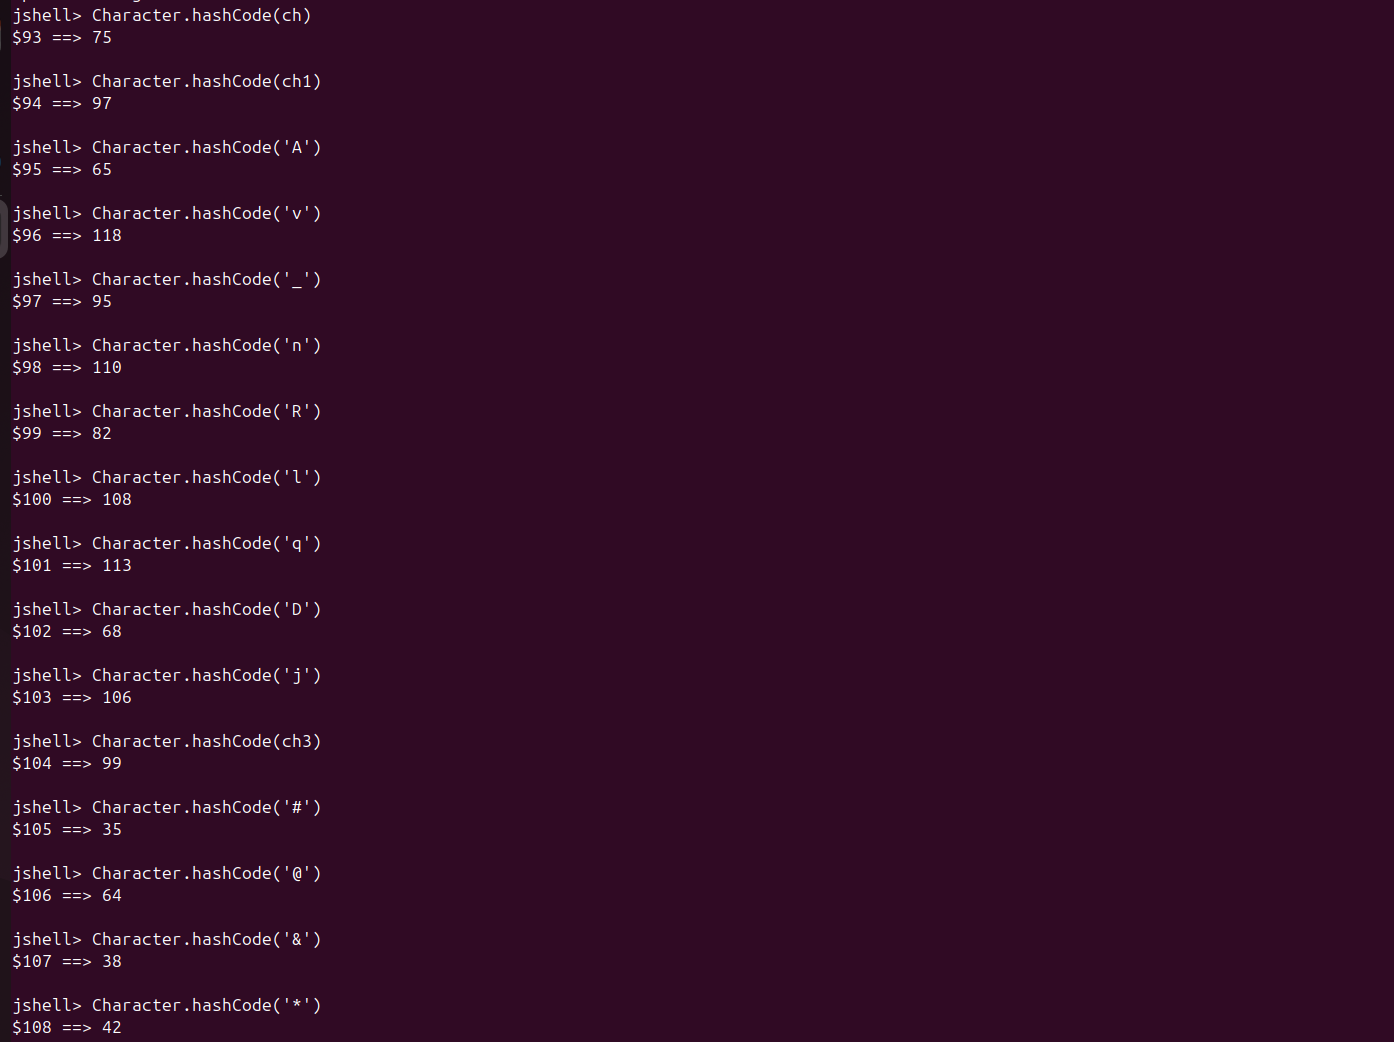 jshell> Character.hashCode(ch)
$93 ==> 75
jshell> Character.hashCode(ch1)
$94 ==> 97
jshell> Character.hashCode('A')
$95 ==> 65
jshell> Character.hashCode('v')
$96 ==> 118
jshell> Character.hashCode('_')
$97 ==> 95
jshell> Character.hashCode('n')
$98 ==> 110
jshell> Character.hashCode('R')
$99 ==> 82
jshell> Character.hashCode('l')
$100 ==> 108
jshell> Character.hashCode('q')
$101 ==> 113
jshell> Character.hashCode('D')
$102 ==> 68
jshell> Character.hashCode('j')
$103 ==> 106
jshell> Character.hashCode(ch3)
$104 ==> 99
jshell> Character.hashCode('#')
$105 ==> 35
jshell> Character.hashCode('@')
$106 ==> 64
jshell> Character.hashCode('&')
$107 ==> 38
jshell> Character.hashCode('*')
$108 ==> 42